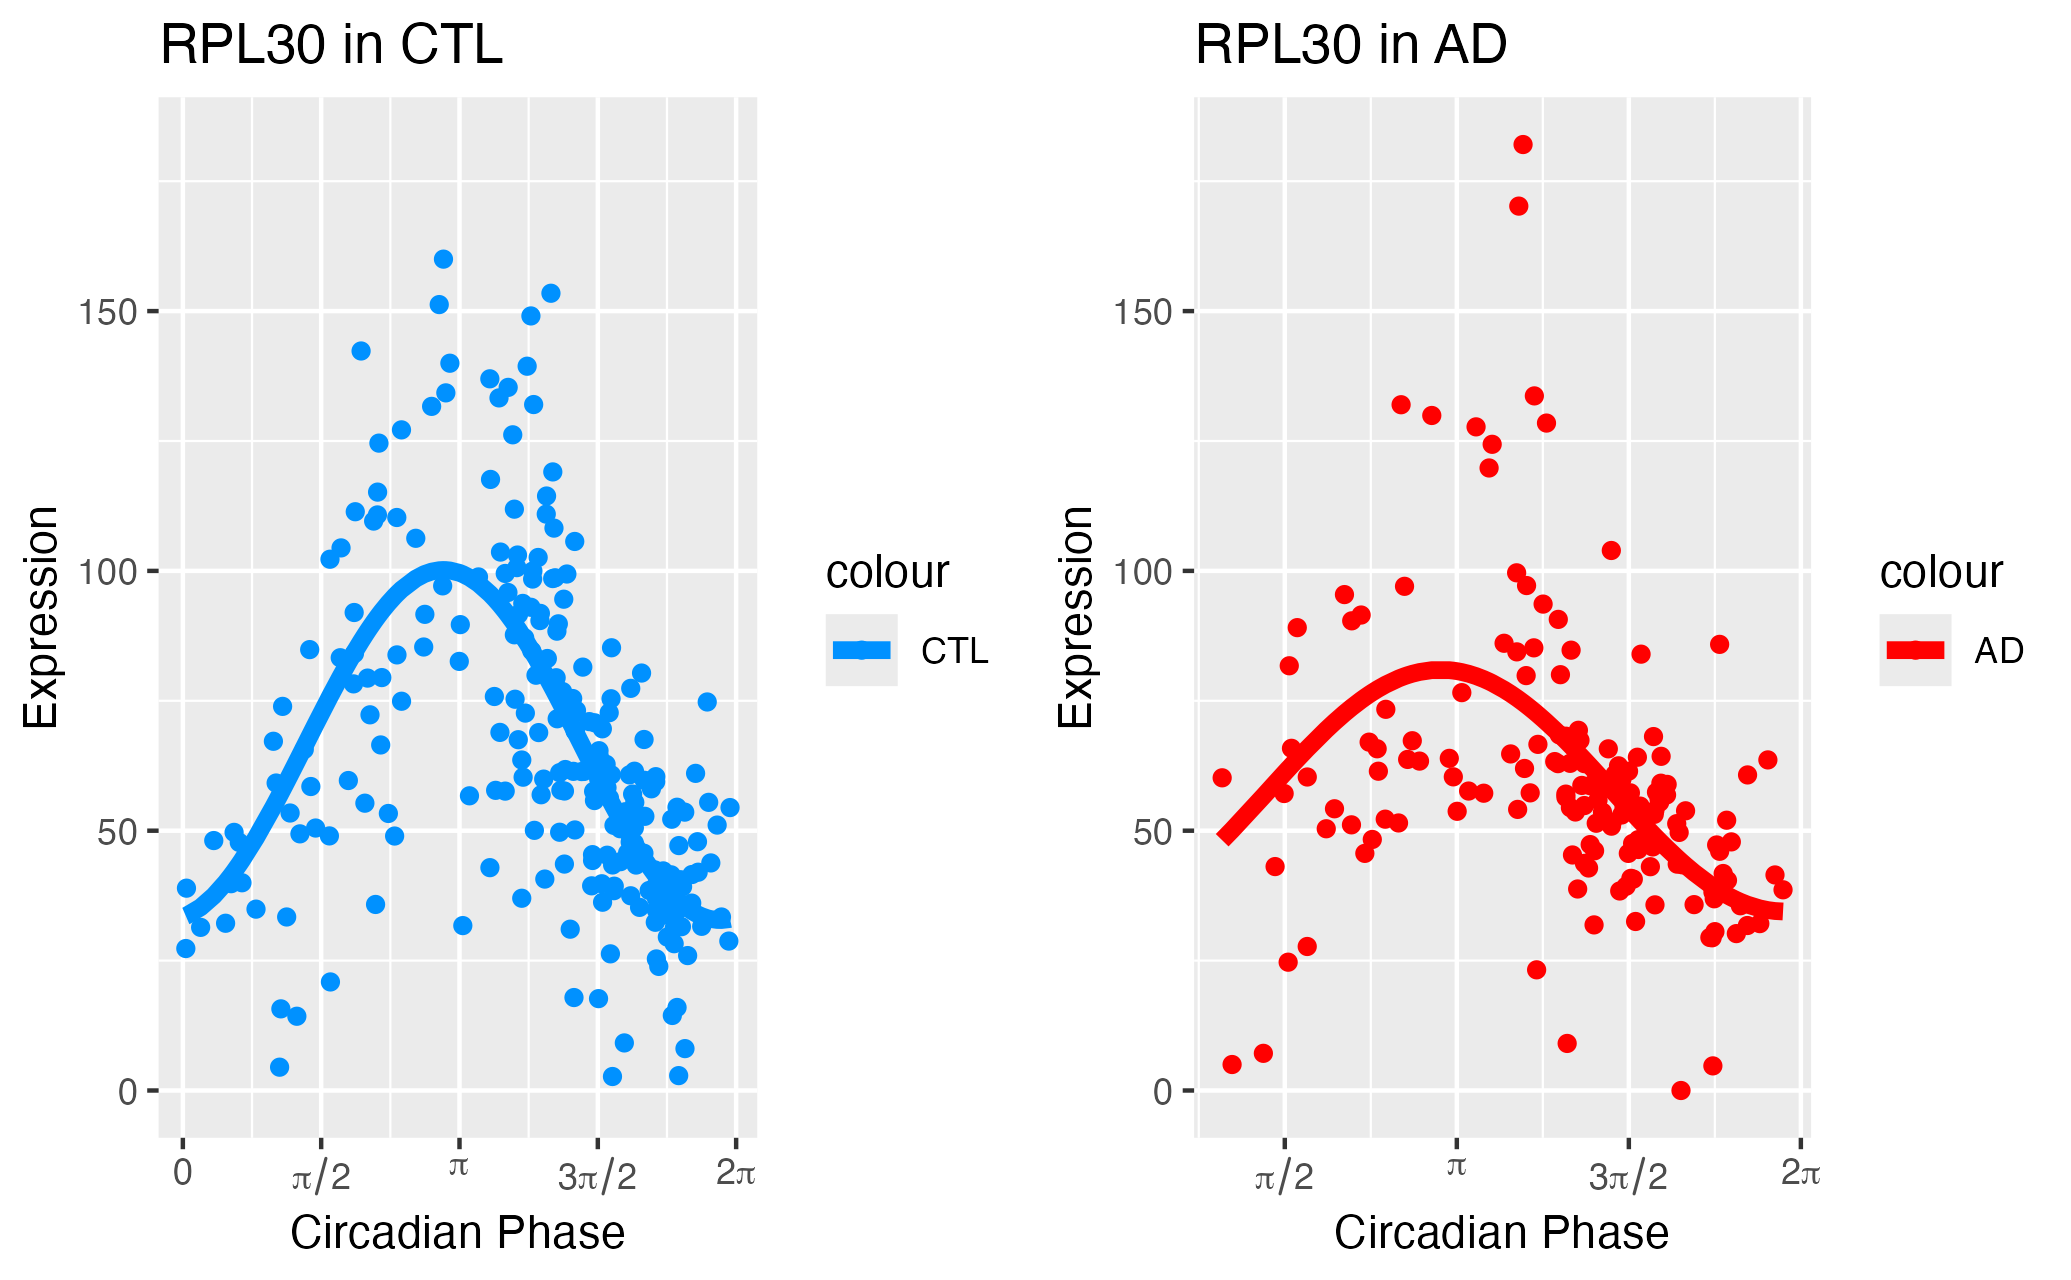 RPL30 in CTL
Expression
150
100
50
0
0 π/2 π 3π/2 2π
Circadian Phase
colour
CTL
RPL30 in AD
Expression
150
100
50
0
π/2 π 3π/2 2π
Circadian Phase
colour
AD